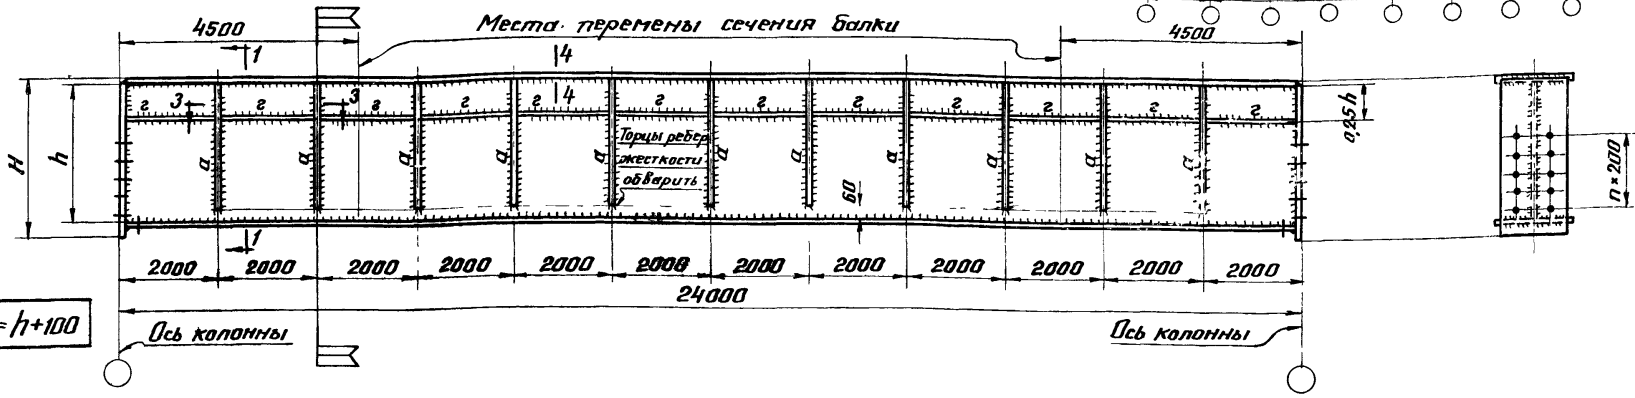 4500
Места перемены сечения балки
4500
1
4
3
3
4
г г г г г г г г г г г г
H
h
а а а а а а а а а а а
Торцы ребер
жесткости
обварить
60
0,25h
п×200
1
2000 2000 2000 2000 2000 2000 2000 2000 2000 2000 2000 2000
24000
=h+100
Ось колонны
Ось колонны